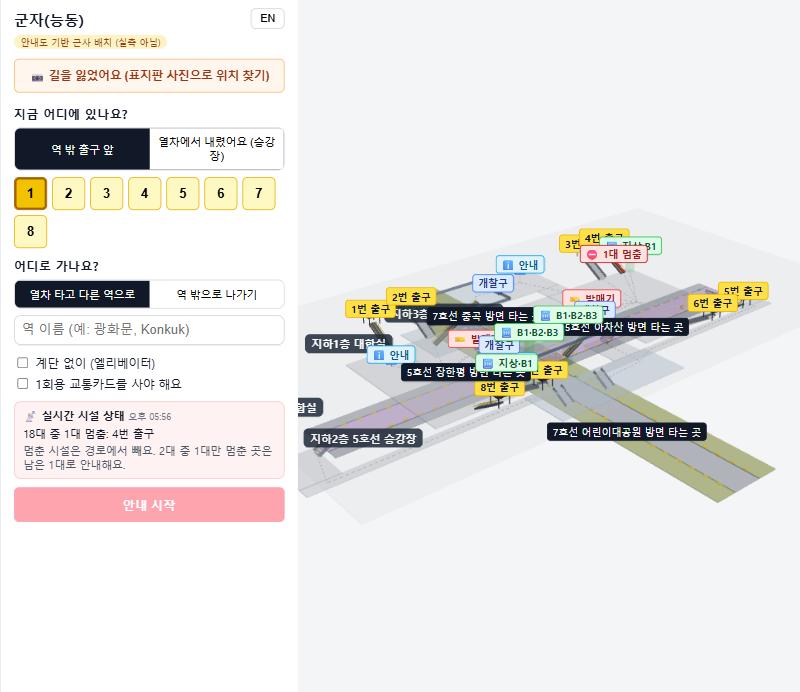 군자(능동)
EN
안내도 기반 근사 배치 (실측 아님)
📷 길을 잃었어요 (표지판 사진으로 위치 찾기)
지금 어디에 있나요?
역 밖 출구 앞
열차에서 내렸어요 (승강
장)
1
2
3
4
5
6
7
8
어디로 가나요?
열차 타고 다른 역으로
역 밖으로 나가기
역 이름 (예: 광화문, Konkuk)
계단 없이 (엘리베이터)
1회용 교통카드를 사야 해요
실시간 시설 상태 오후 05:56
18대 중 1대 멈춤: 4번 출구
멈춘 시설은 경로에서 빼요. 2대 중 1대만 멈춘 곳은
남은 1대로 안내해요.
안내 시작
4번 출구
지상·B1
⛔ 1대 멈춤
ℹ️ 안내
개찰구
발매기
2번 출구
1번 출구
5번 출구
6번 출구
7호선 중곡 방면 타는
B1·B2·B3
5호선 아차산 방면 타는 곳
B1·B2·B3
지하1층 대합실
개찰구
ℹ️ 안내
지상·B1
5호선 장한평 방면 타는 곳
출구
8번 출구
지하2층 5호선 승강장
7호선 어린이대공원 방면 타는 곳